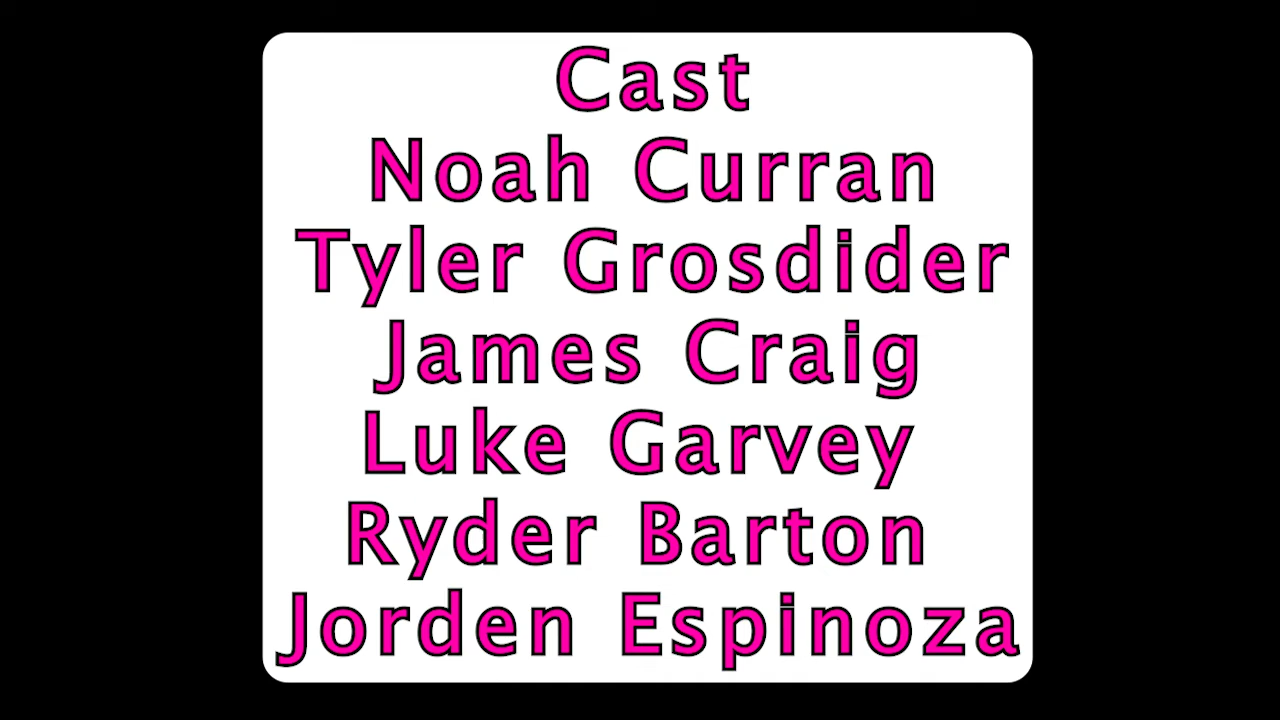 Cast
Noah Curran
Tyler Grosdider
James Craig
Luke Garvey
Ryder Barton
Jorden Espinoza